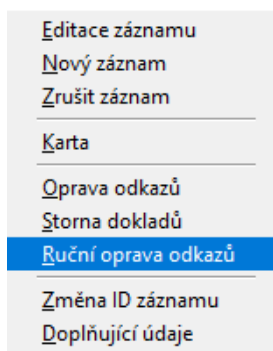 Editace záznamu
Nový záznam
Zrušit záznam
Karta
Oprava odkazů
Storna dokladů
Ruční oprava odkazů
Změna ID záznamu
Doplňující údaje